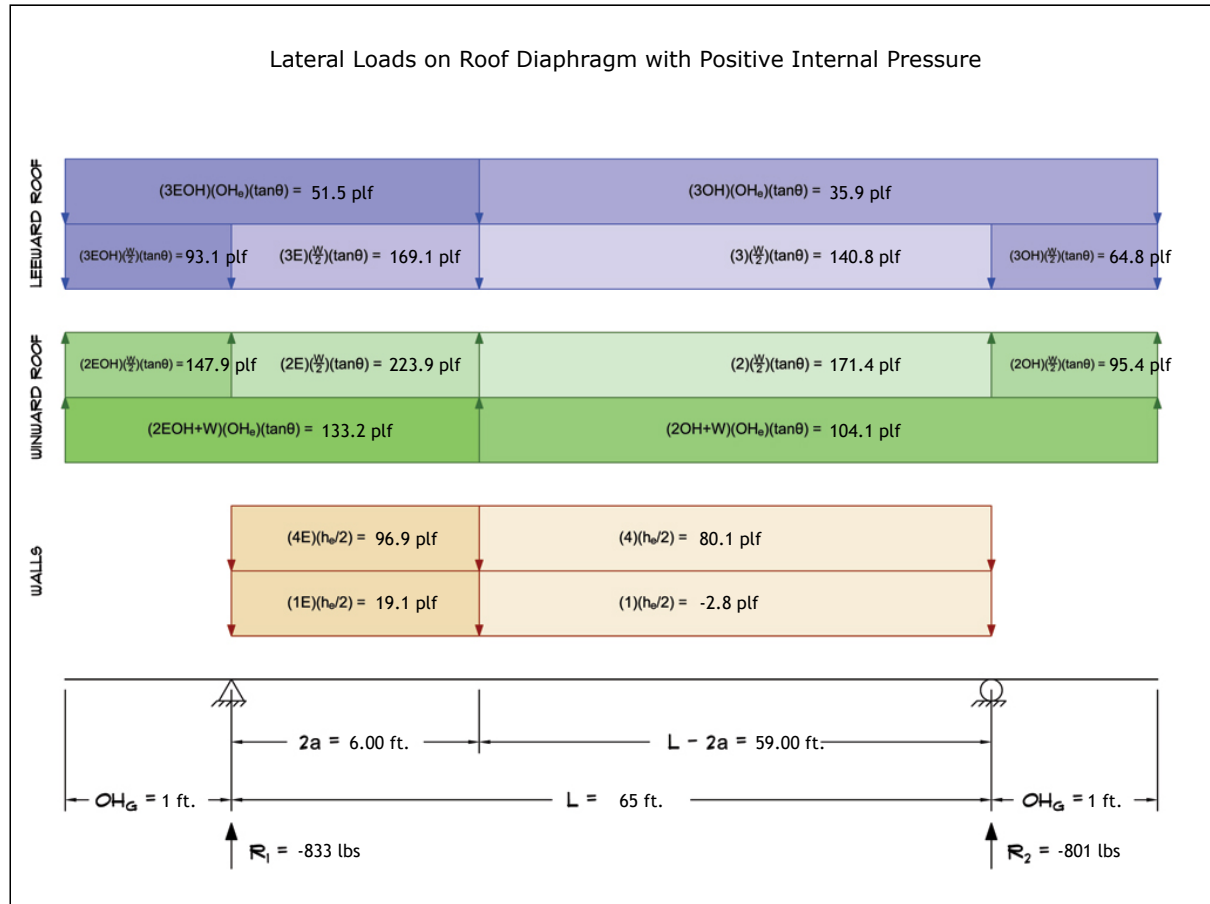 Lateral Loads on Roof Diaphragm with Positive Internal Pressure
LEEWARD ROOF
(3EOH)(OHₑ)(tanθ) = 51.5 plf
(3OH)(OHₑ)(tanθ) = 35.9 plf
(3EOH)(W/2)(tanθ) = 93.1 plf
(3E)(W/2)(tanθ) = 169.1 plf
(3)(W/2)(tanθ) = 140.8 plf
(3OH)(W/2)(tanθ) = 64.8 plf
WINWARD ROOF
(2EOH)(W/2)(tanθ) = 147.9 plf
(2E)(W/2)(tanθ) = 223.9 plf
(2)(W/2)(tanθ) = 171.4 plf
(2OH)(W/2)(tanθ) = 95.4 plf
(2EOH+W)(OHₑ)(tanθ) = 133.2 plf
(2OH+W)(OHₑ)(tanθ) = 104.1 plf
WALLS
(4E)(hₑ/2) = 96.9 plf
(4)(hₑ/2) = 80.1 plf
(1E)(hₑ/2) = 19.1 plf
(1)(hₑ/2) = -2.8 plf
2a = 6.00 ft.
L - 2a = 59.00 ft.
OH_G = 1 ft.
L = 65 ft.
OH_G = 1 ft.
R₁ = -833 lbs
R₂ = -801 lbs